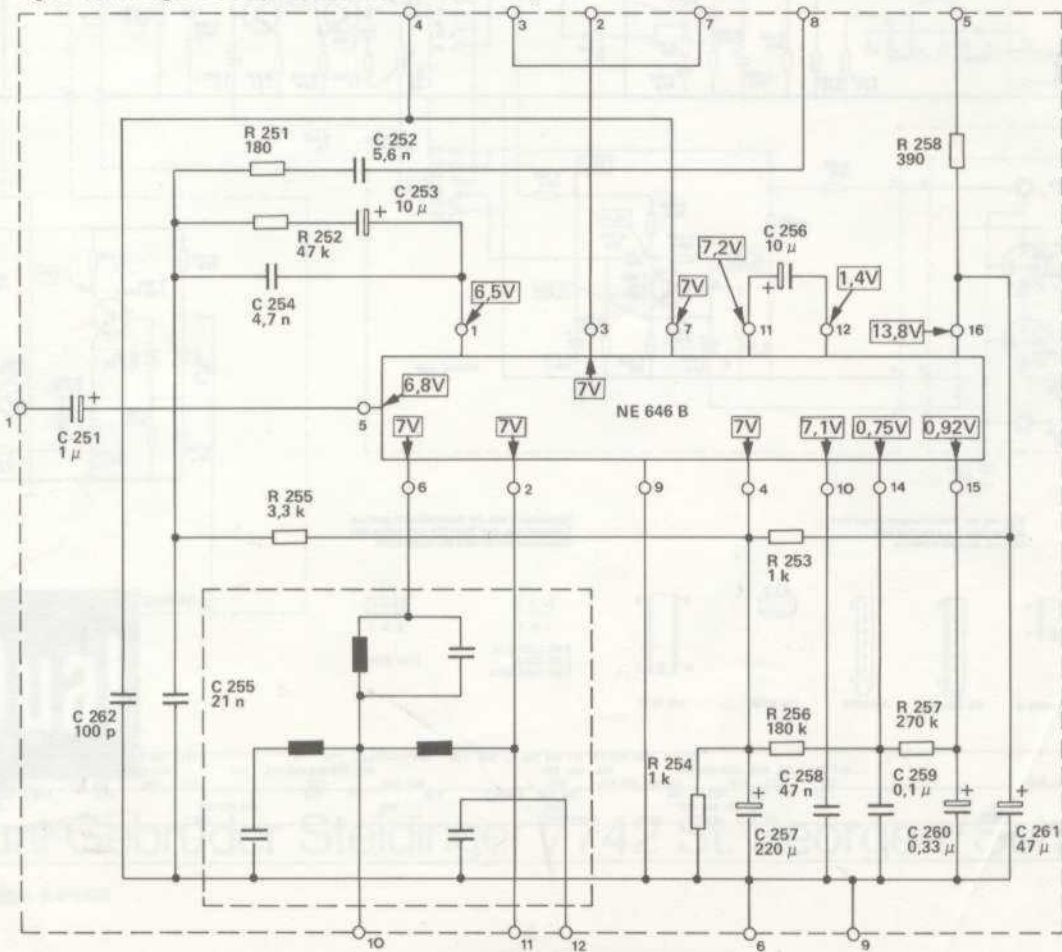 4
3
2
7
8
5
R 251
180
C 252
5,6 n
R 258
390
C 253
10 µ
+
R 252
47 k
C 256
10 µ
+
7,2V
1,4V
C 254
4,7 n
6,5V
7V
13,8V
1
3
7
11
12
16
6,8V
7V
NE 646 B
1
+
C 251
1 µ
5
7V
7V
7V
7,1V
0,75V
0,92V
6
2
9
4
10
14
15
R 255
3,3 k
R 253
1 k
C 262
100 p
C 255
21 n
R 256
180 k
R 257
270 k
R 254
1 k
C 258
47 n
C 259
0,1 µ
+
+
+
C 257
220 µ
C 260
0,33 µ
C 261
47 µ
10
11
12
6
9